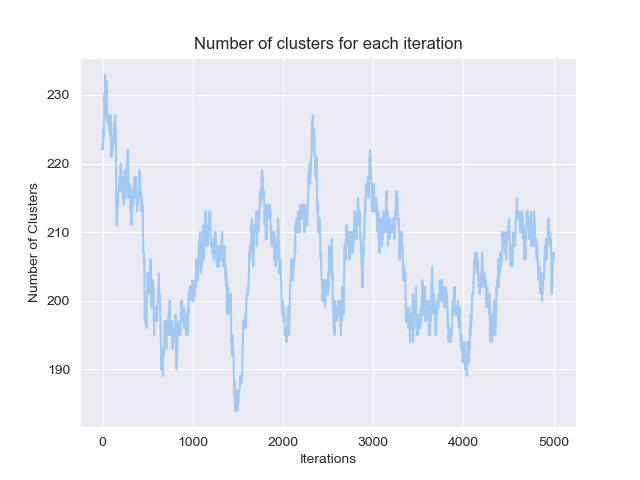 Number of clusters for each iteration
230
220
210
200
190
Number of Clusters
0 1000 2000 3000 4000 5000
Iterations